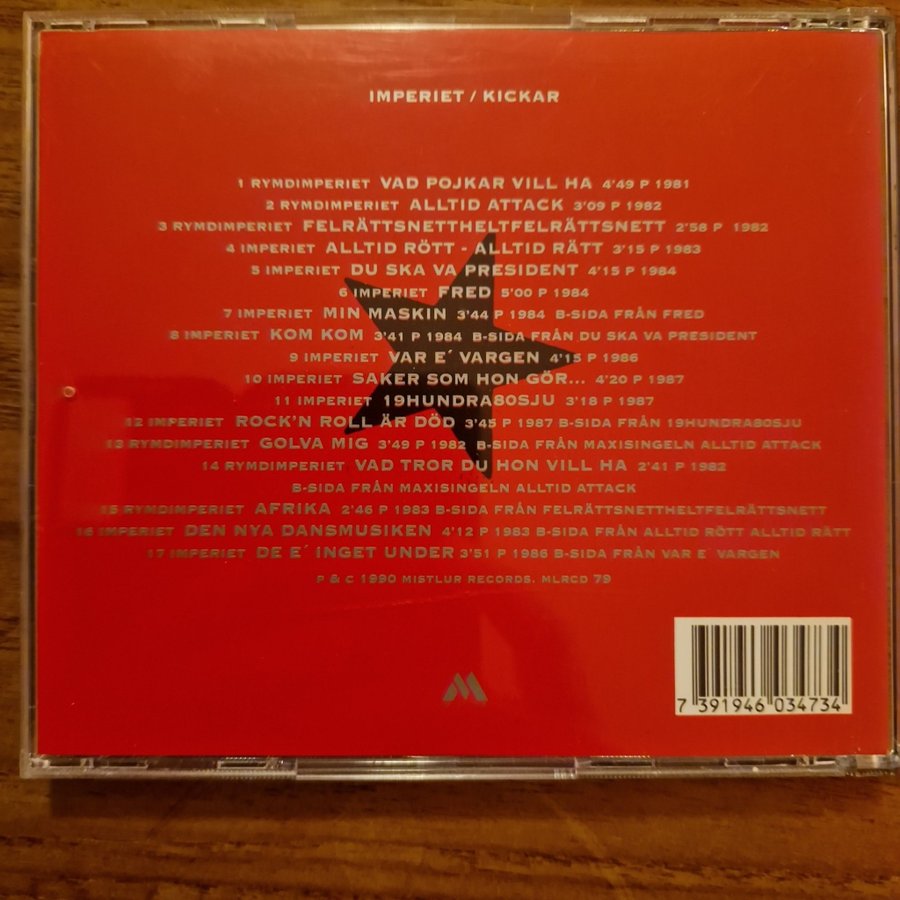 IMPERIET / KICKAR
1 RYMDIMPERIET VAD POJKAR VILL HA 4'49 P 1981
2 RYMDIMPERIET ALLTID ATTACK 3'09 P 1982
3 RYMDIMPERIET FELRÄTTSNETTHELTFELRÄTTSNETT 2'58 P 1982
4 IMPERIET ALLTID RÖTT - ALLTID RÄTT 3'15 P 1983
5 IMPERIET DU SKA VA PRESIDENT 4'15 P 1984
6 IMPERIET FRED 5'00 P 1984
7 IMPERIET MIN MASKIN 3'44 P 1984 B-SIDA FRÅN FRED
8 IMPERIET KOM KOM 3'41 P 1984 B-SIDA FRÅN DU SKA VA PRESIDENT
9 IMPERIET VAR E´ VARGEN 4'15 P 1986
10 IMPERIET SAKER SOM HON GÖR... 4'20 P 1987
11 IMPERIET 19HUNDRA80SJU 3'18 P 1987
12 IMPERIET ROCK'N ROLL ÄR DÖD 3'45 P 1987 B-SIDA FRÅN 19HUNDRA80SJU
13 RYMDIMPERIET GOLVA MIG 3'49 P 1982 B-SIDA FRÅN MAXISINGELN ALLTID ATTACK
14 RYMDIMPERIET VAD TROR DU HON VILL HA 2'41 P 1982
B-SIDA FRÅN MAXISINGELN ALLTID ATTACK
15 RYMDIMPERIET AFRIKA 2'46 P 1983 B-SIDA FRÅN FELRÄTTSNETTHELTFELRÄTTSNETT
16 IMPERIET DEN NYA DANSMUSIKEN 4'12 P 1983 B-SIDA FRÅN ALLTID RÖTT ALLTID RÄTT
17 IMPERIET DE E´ INGET UNDER 3'51 P 1986 B-SIDA FRÅN VAR E´ VARGEN
P & C 1990 MISTLUR RECORDS. MLRCD 79
7 391946 034734